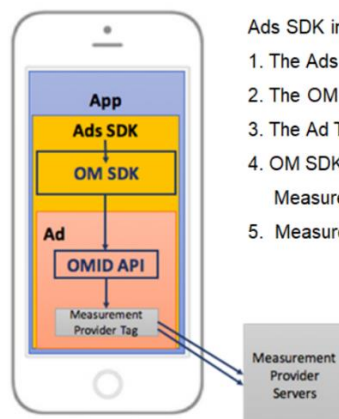 App
Ads SDK
OM SDK
Ad
OMID API
Measurement
Provider Tag
Ads SDK in
1. The Ads
2. The OM
3. The Ad
4. OM SDK
Measure
5. Measure
Measurement
Provider
Servers